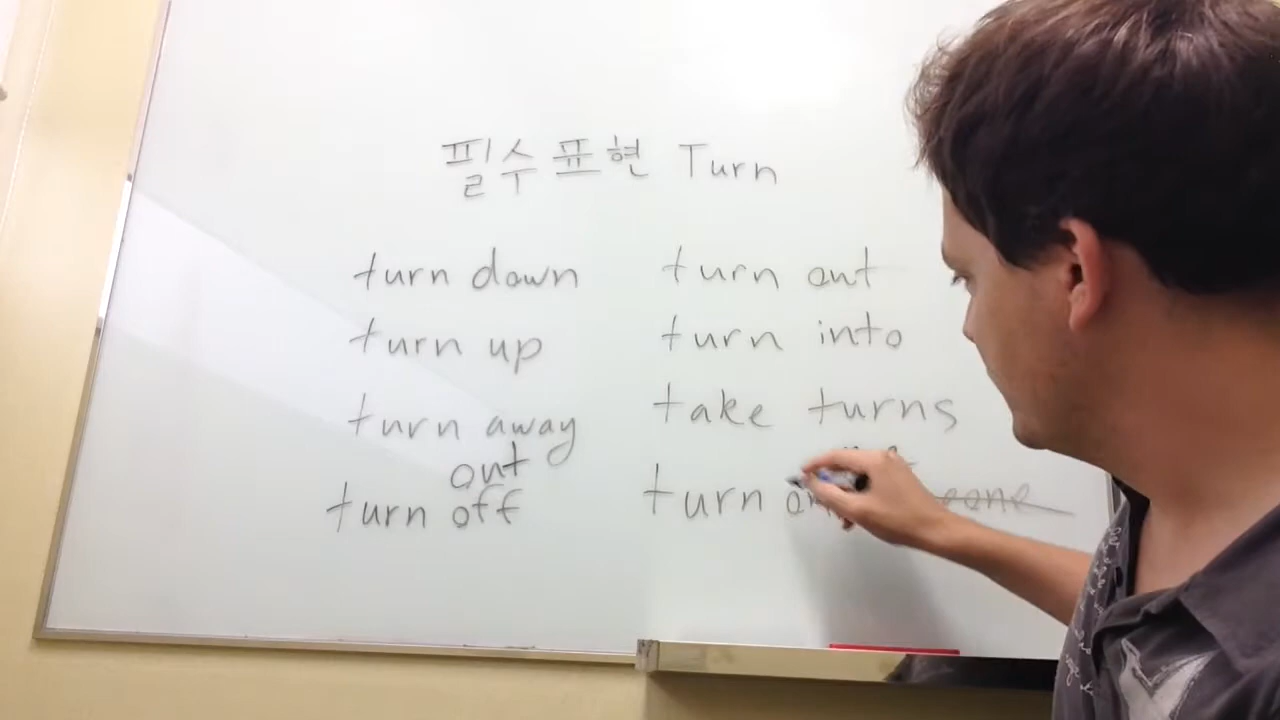 필수표현 Turn
turn down
turn up
turn away
out
turn off
turn out
turn into
take turns
turn